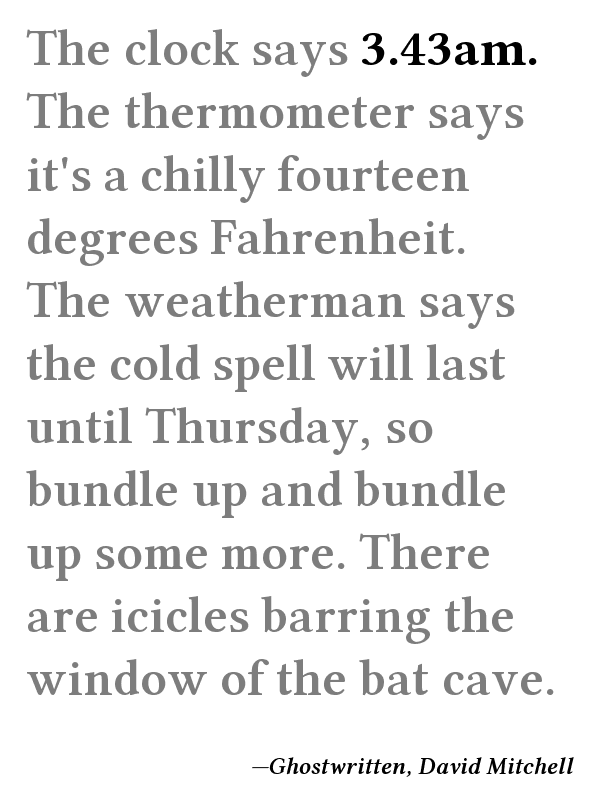 The clock says 3.43am.
The thermometer says
it's a chilly fourteen
degrees Fahrenheit.
The weatherman says
the cold spell will last
until Thursday, so
bundle up and bundle
up some more. There
are icicles barring the
window of the bat cave.
—Ghostwritten, David Mitchell